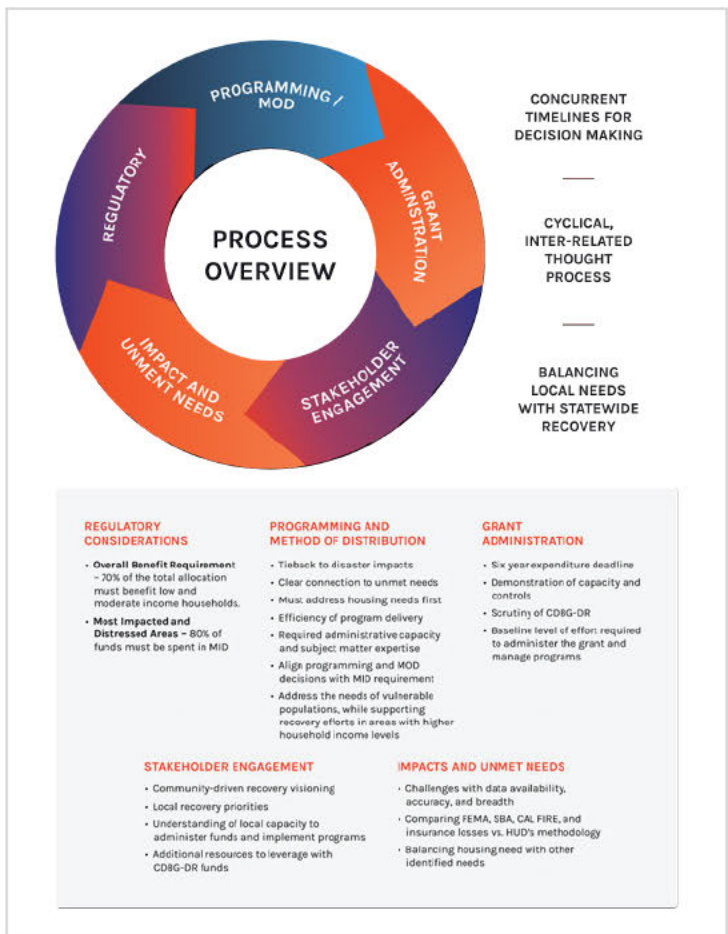 PROGRAMMING /
MOD
GRANT
ADMINSTRATION
STAKEHOLDER
ENGAGEMENT
IMPACT AND
UNMENT NEEDS
REGULATORY
PROCESS
OVERVIEW
CONCURRENT
TIMELINES FOR
DECISION MAKING
CYCLICAL,
INTER-RELATED
THOUGHT
PROCESS
BALANCING
LOCAL NEEDS
WITH STATEWIDE
RECOVERY
REGULATORY
CONSIDERATIONS
• Overall Benefit Requirement
– 70% of the total allocation
must benefit low and
moderate income households.
• Most Impacted and
Distressed Areas – 80% of
funds must be spent in MID
PROGRAMMING AND
METHOD OF DISTRIBUTION
• Tieback to disaster impacts
• Clear connection to unmet needs
• Must address housing needs first
• Efficiency of program delivery
• Required administrative capacity
and subject matter expertise
• Align programming and MOD
decisions with MID requirement
• Address the needs of vulnerable
populations, while supporting
recovery efforts in areas with higher
household income levels
GRANT
ADMINISTRATION
• Six year expenditure deadline
• Demonstration of capacity and
controls
• Scrutiny of CDBG-DR
• Baseline level of effort required
to administer the grant and
manage programs
STAKEHOLDER ENGAGEMENT
• Community-driven recovery visioning
• Local recovery priorities
• Understanding of local capacity to
administer funds and implement programs
• Additional resources to leverage with
CDBG-DR funds
IMPACTS AND UNMET NEEDS
• Challenges with data availability,
accuracy, and breadth
• Comparing FEMA, SBA, CAL FIRE, and
insurance losses vs. HUD's methodology
• Balancing housing need with other
identified needs